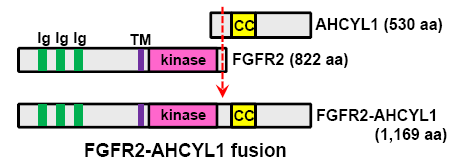 CC AHCYL1 (530 aa)
Ig Ig Ig TM
kinase FGFR2 (822 aa)
kinase CC FGFR2-AHCYL1
(1,169 aa)
FGFR2-AHCYL1 fusion